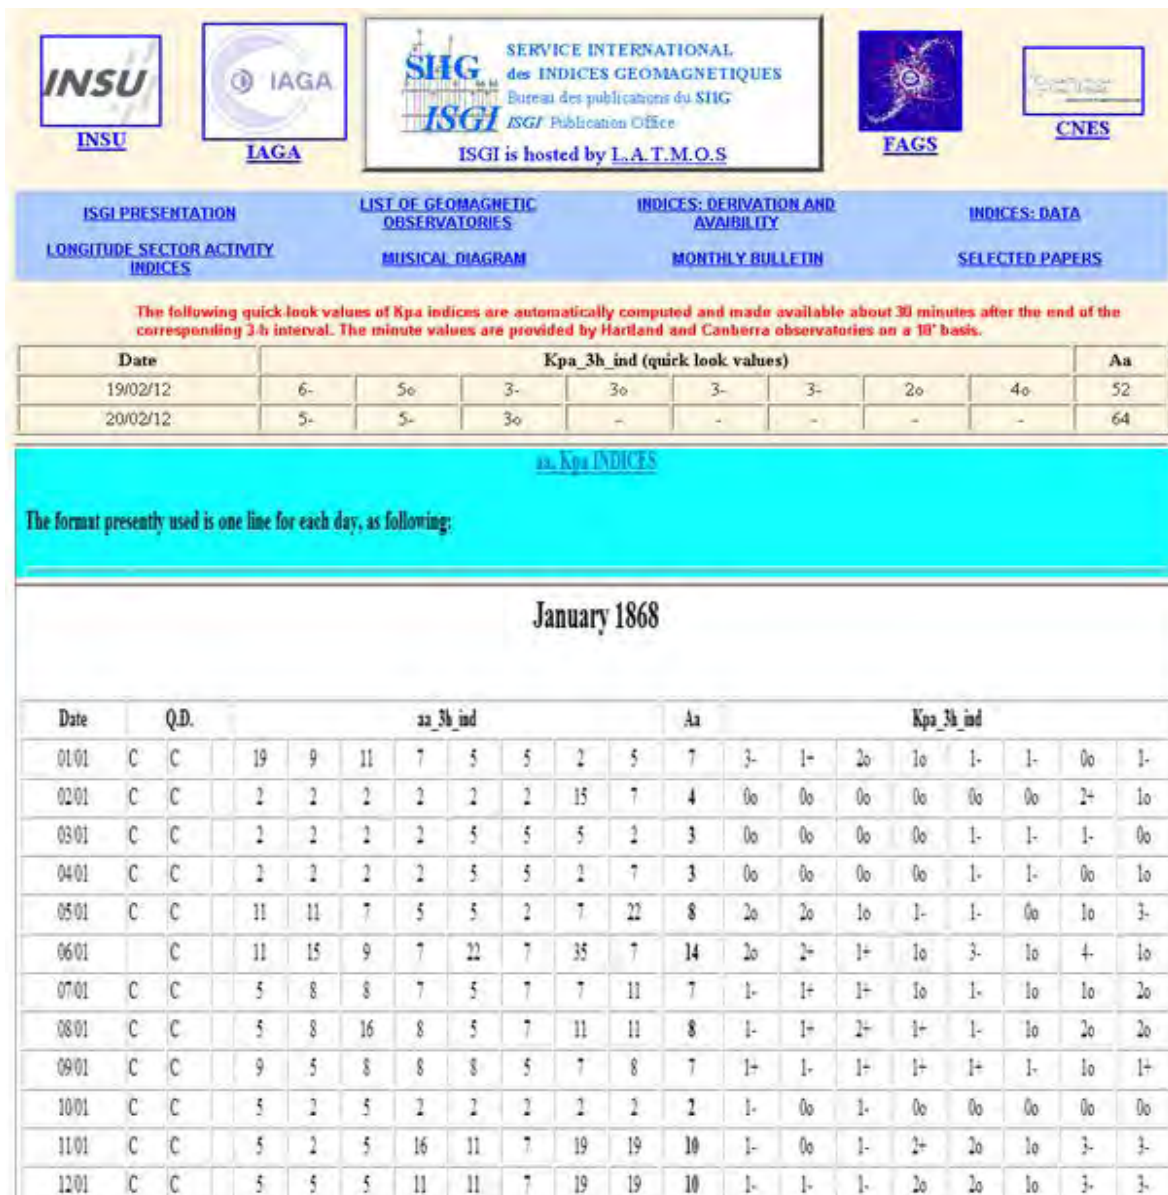 INSU
INSU
IAGA
IAGA
SIIG
ISGI
SERVICE INTERNATIONAL
des INDICES GEOMAGNETIQUES
Bureau des publications du SIIG
ISGI Publication Office
ISGI is hosted by L.A.T.M.O.S
FAGS
CNES
ISGI PRESENTATION
LIST OF GEOMAGNETIC OBSERVATORIES
INDICES: DERIVATION AND AVAIBILITY
INDICES: DATA
LONGITUDE SECTOR ACTIVITY INDICES
MUSICAL DIAGRAM
MONTHLY BULLETIN
SELECTED PAPERS
The following quick-look values of Kpa indices are automatically computed and made available about 30 minutes after the end of the
corresponding 3-h interval. The minute values are provided by Hartland and Canberra observatories on a 10' basis.
Date Kpa_3h_ind (quick look values) Aa
19/02/12 6- 5o 3- 3o 3- 3- 2o 4o 52
20/02/12 5- 5- 3o - - - - - 64
aa, Kpa INDICES
The format presently used is one line for each day, as following:
January 1868
Date Q.D. aa_3h_ind Aa Kpa_3h_ind
01/01 C C 19 9 11 7 5 5 2 5 7 3- 1+ 2o 1o 1- 1- 0o 1-
02/01 C C 2 2 2 2 2 2 15 7 4 0o 0o 0o 0o 0o 0o 2+ 1o
03/01 C C 2 2 2 2 5 5 5 2 3 0o 0o 0o 0o 1- 1- 1- 0o
04/01 C C 2 2 2 2 5 5 2 7 3 0o 0o 0o 0o 1- 1- 0o 1o
05/01 C C 11 11 7 5 5 2 7 22 8 2o 2o 1o 1- 1- 0o 1o 3-
06/01 C 11 15 9 7 22 7 35 7 14 2o 2+ 1+ 1o 3- 1o 4- 1o
07/01 C C 5 8 8 7 5 7 7 11 7 1- 1+ 1+ 1o 1- 1o 1o 2o
08/01 C C 5 8 16 8 5 7 11 11 8 1- 1+ 2+ 1+ 1- 1o 2o 2o
09/01 C C 9 5 8 8 8 5 7 8 7 1+ 1- 1+ 1+ 1+ 1- 1o 1+
10/01 C C 5 2 5 2 2 2 2 2 2 1- 0o 1- 0o 0o 0o 0o 0o
11/01 C C 5 2 5 16 11 7 19 19 10 1- 0o 1- 2+ 2o 1o 3- 3-
12/01 C C 5 5 5 11 11 7 19 19 10 1- 1- 1- 2o 2o 1o 3- 3-